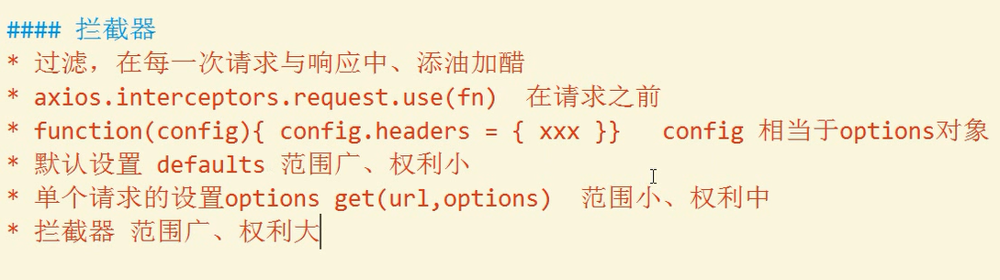 #### 拦截器
* 过滤，在每一次请求与响应中、添油加醋
* axios.interceptors.request.use(fn)  在请求之前
* function(config){ config.headers = { xxx }}   config 相当于options对象
* 默认设置 defaults 范围广、权利小
* 单个请求的设置options get(url,options)  范围小、权利中
* 拦截器 范围广、权利大